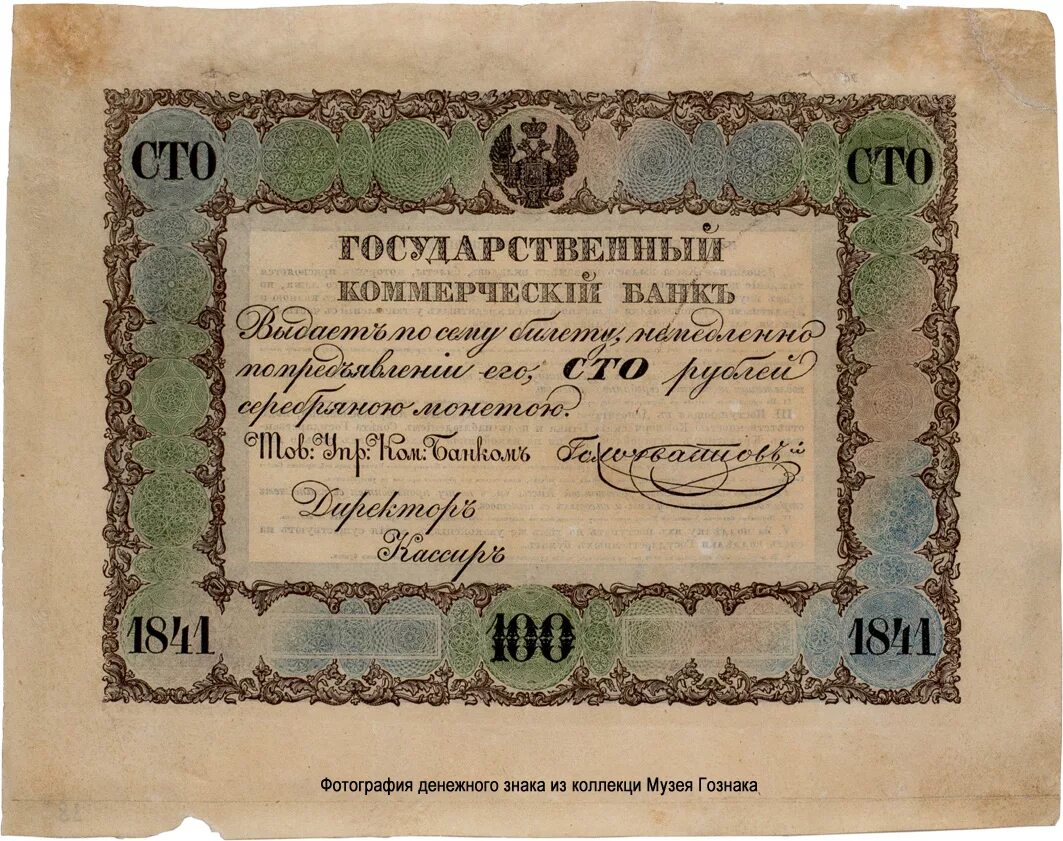 СТО
СТО
ГОСУДАРСТВЕННЫЙ
КОММЕРЧЕСКІЙ БАНКЪ
Выдаетъ по сему билету, немедленно
по предъявленіи его, СТО рублей
серебряною монетою.
Тов: Упр: Ком: Банкомъ
Директоръ
Кассиръ
1841
100
1841
Фотография денежного знака из коллекци Музея Гознака